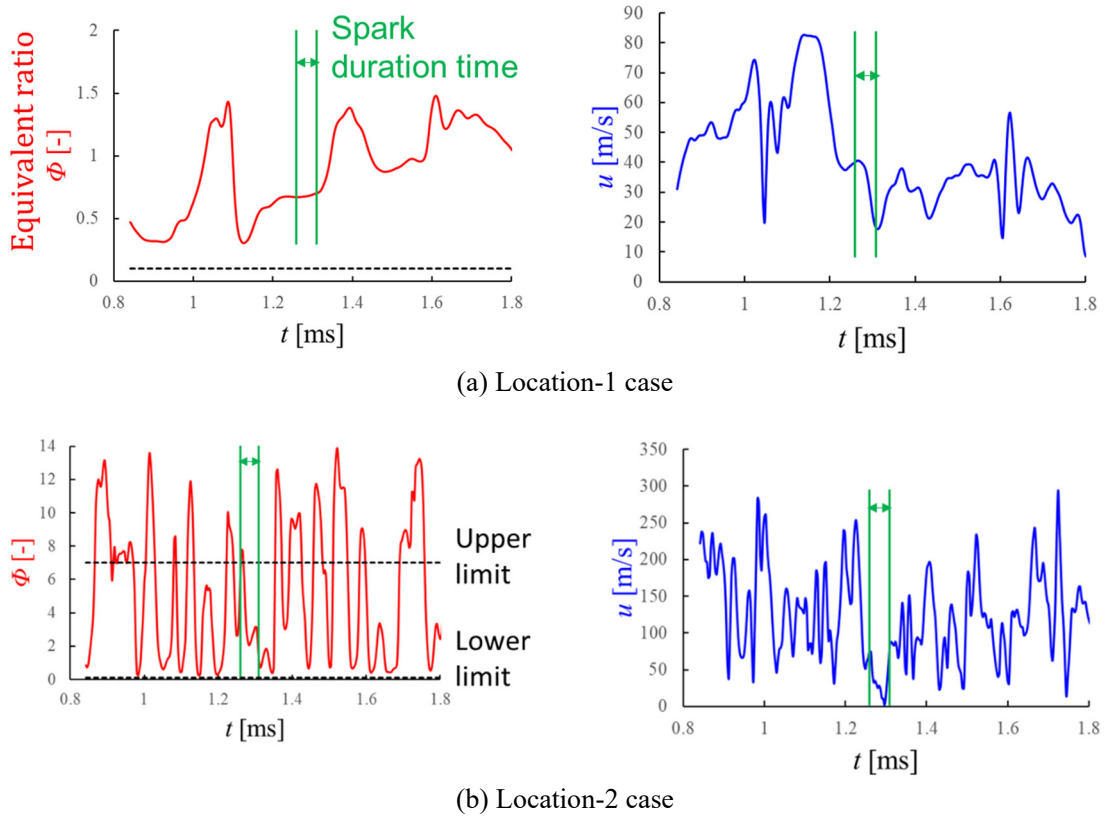 Equivalent ratio
Φ [-]
2
1.5
1
0.5
0
0.8 1 1.2 1.4 1.6 1.8
t [ms]
Spark
duration time
u [m/s]
90
80
70
60
50
40
30
20
10
0
0.8 1 1.2 1.4 1.6 1.8
t [ms]
(a) Location-1 case
Φ [-]
14
12
10
8
6
4
2
0
0.8 1 1.2 1.4 1.6 1.8
t [ms]
Upper
limit
Lower
limit
u [m/s]
350
300
250
200
150
100
50
0
0.8 1 1.2 1.4 1.6 1.8
t [ms]
(b) Location-2 case